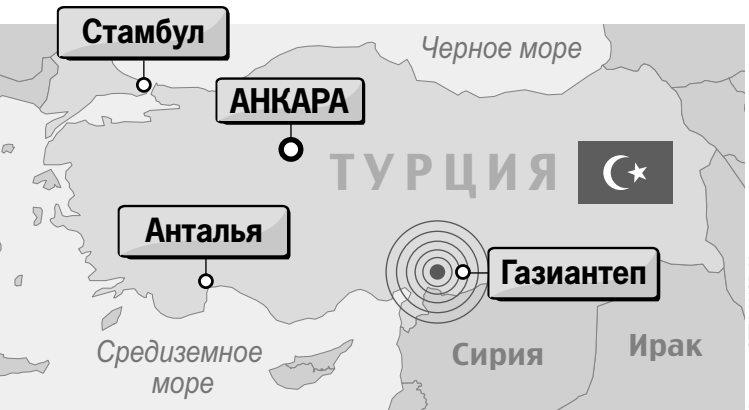 Стамбул
Черное море
АНКАРА
ТУРЦИЯ
Анталья
Газиантеп
Средиземное
море
Сирия
Ирак